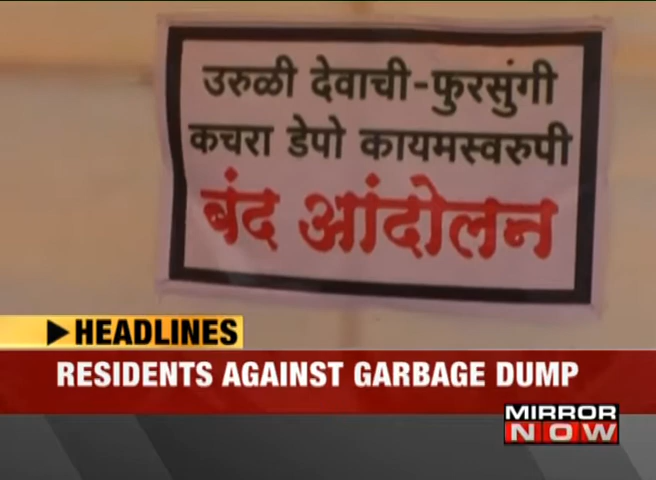 उरुळी देवाची-फुरसुंगी
कचरा डेपो कायमस्वरुपी
बंद आंदोलन
HEADLINES
RESIDENTS AGAINST GARBAGE DUMP
MIRROR
NOW